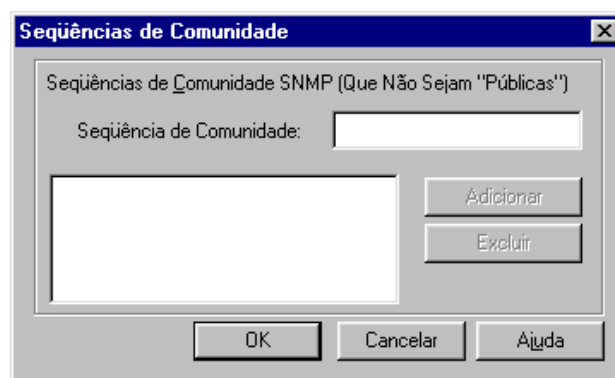 Seqüências de Comunidade
Seqüências de Comunidade SNMP (Que Não Sejam "Públicas")
Seqüência de Comunidade:
Adicionar
Excluir
OK Cancelar Ajuda